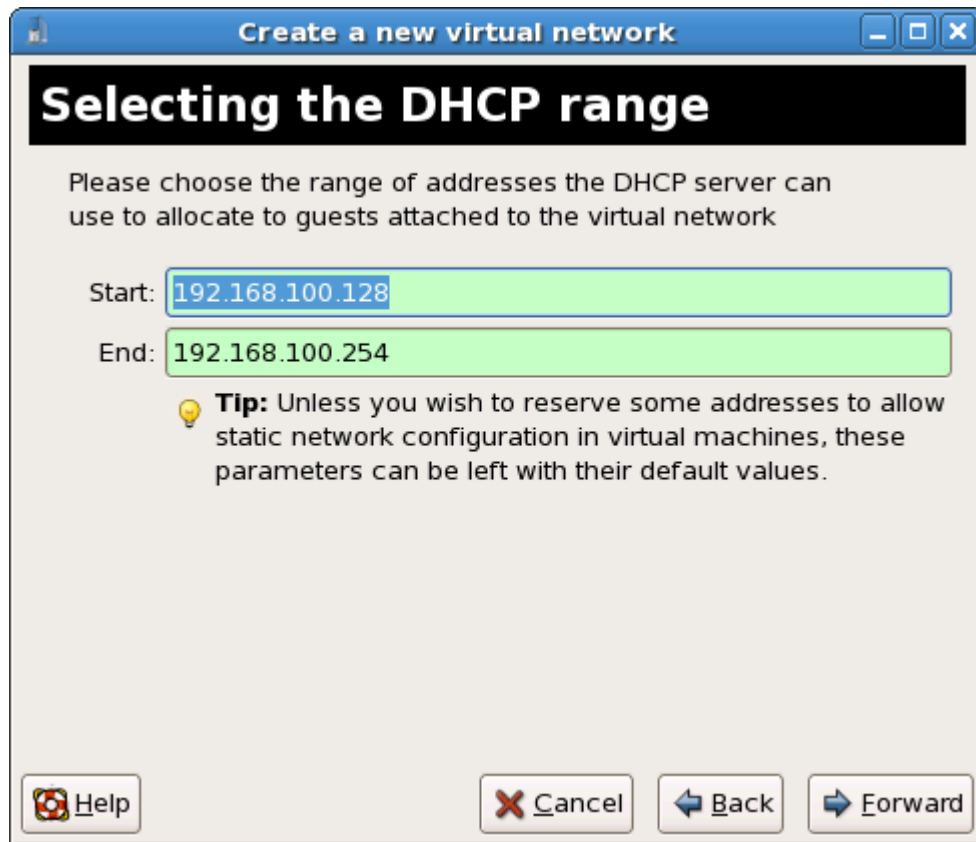 Create a new virtual network
Selecting the DHCP range
Please choose the range of addresses the DHCP server can
use to allocate to guests attached to the virtual network
Start: 192.168.100.128
End: 192.168.100.254
Tip: Unless you wish to reserve some addresses to allow
static network configuration in virtual machines, these
parameters can be left with their default values.
Help Cancel Back Forward